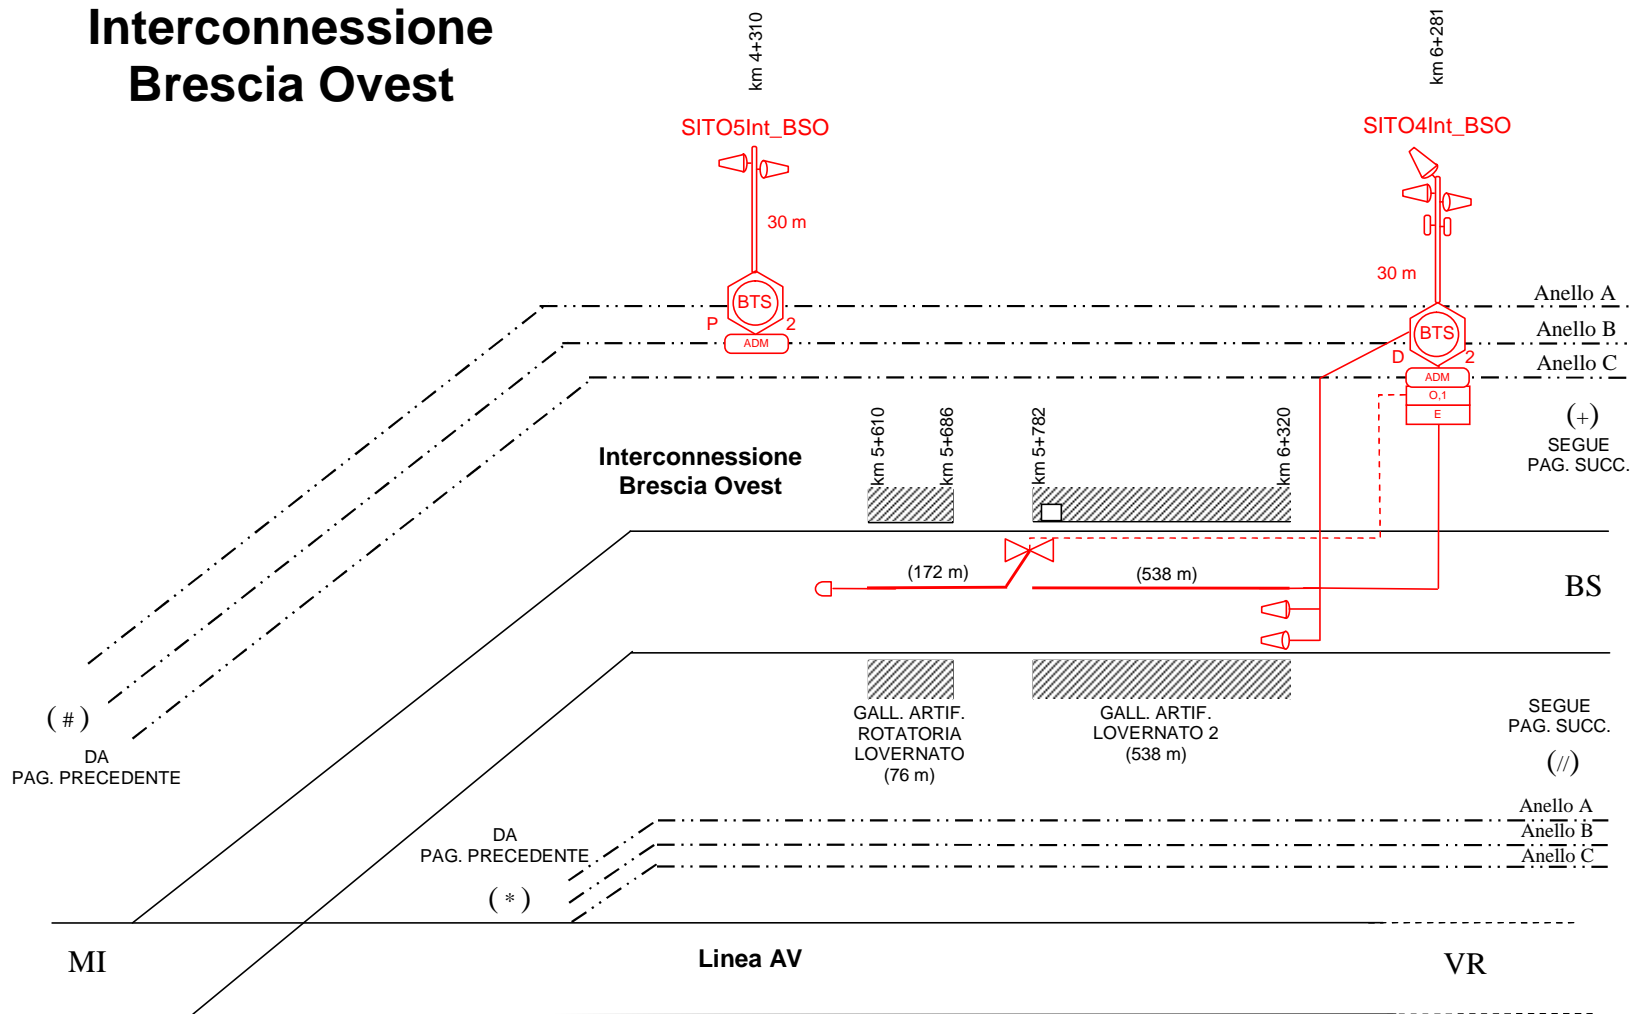 Interconnessione
Brescia Ovest
km 4+310
km 6+281
SITO5Int_BSO
SITO4Int_BSO
30 m
30 m
BTS
P
2
ADM
BTS
D
2
ADM
O,1
E
Anello A
Anello B
Anello C
(+)
SEGUE
PAG. SUCC.
Interconnessione
Brescia Ovest
km 5+610
km 5+686
km 5+782
km 6+320
(172 m)
(538 m)
BS
GALL. ARTIF.
ROTATORIA
LOVERNATO
(76 m)
GALL. ARTIF.
LOVERNATO 2
(538 m)
SEGUE
PAG. SUCC.
(//)
(#)
DA
PAG. PRECEDENTE
DA
PAG. PRECEDENTE
(*)
Anello A
Anello B
Anello C
MI
Linea AV
VR